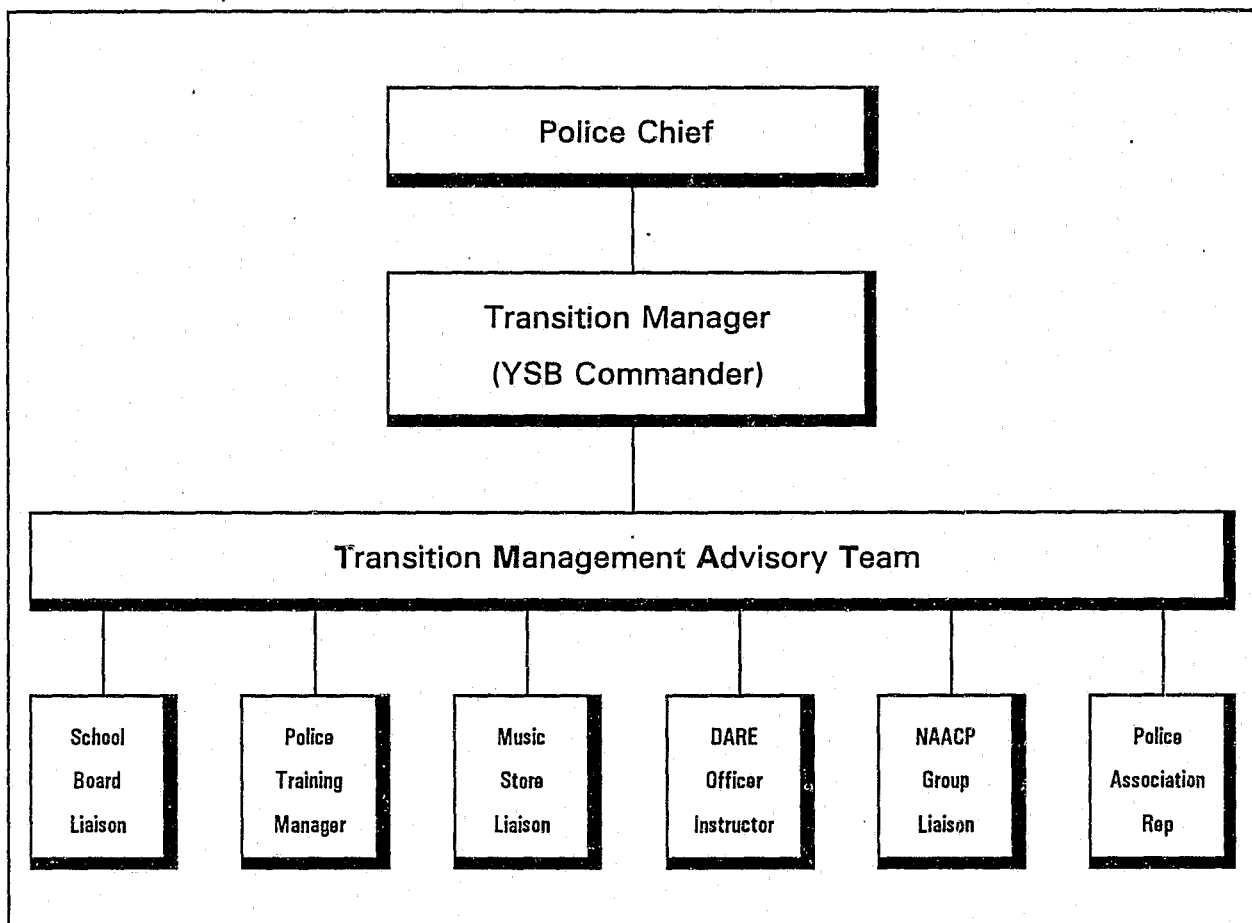 Police Chief
Transition Manager
(YSB Commander)
Transition Management Advisory Team
School
Board
Liaison
Police
Training
Manager
Music
Store
Liaison
DARE
Officer
Instructor
NAACP
Group
Liaison
Police
Association
Rep